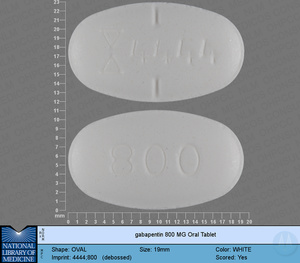 4444
800
mm
gabapentin 800 MG Oral Tablet
NATIONAL
LIBRARY OF
MEDICINE
Shape: OVAL
Size: 19mm
Color: WHITE
Imprint: 4444;800 (debossed)
Scored: Yes